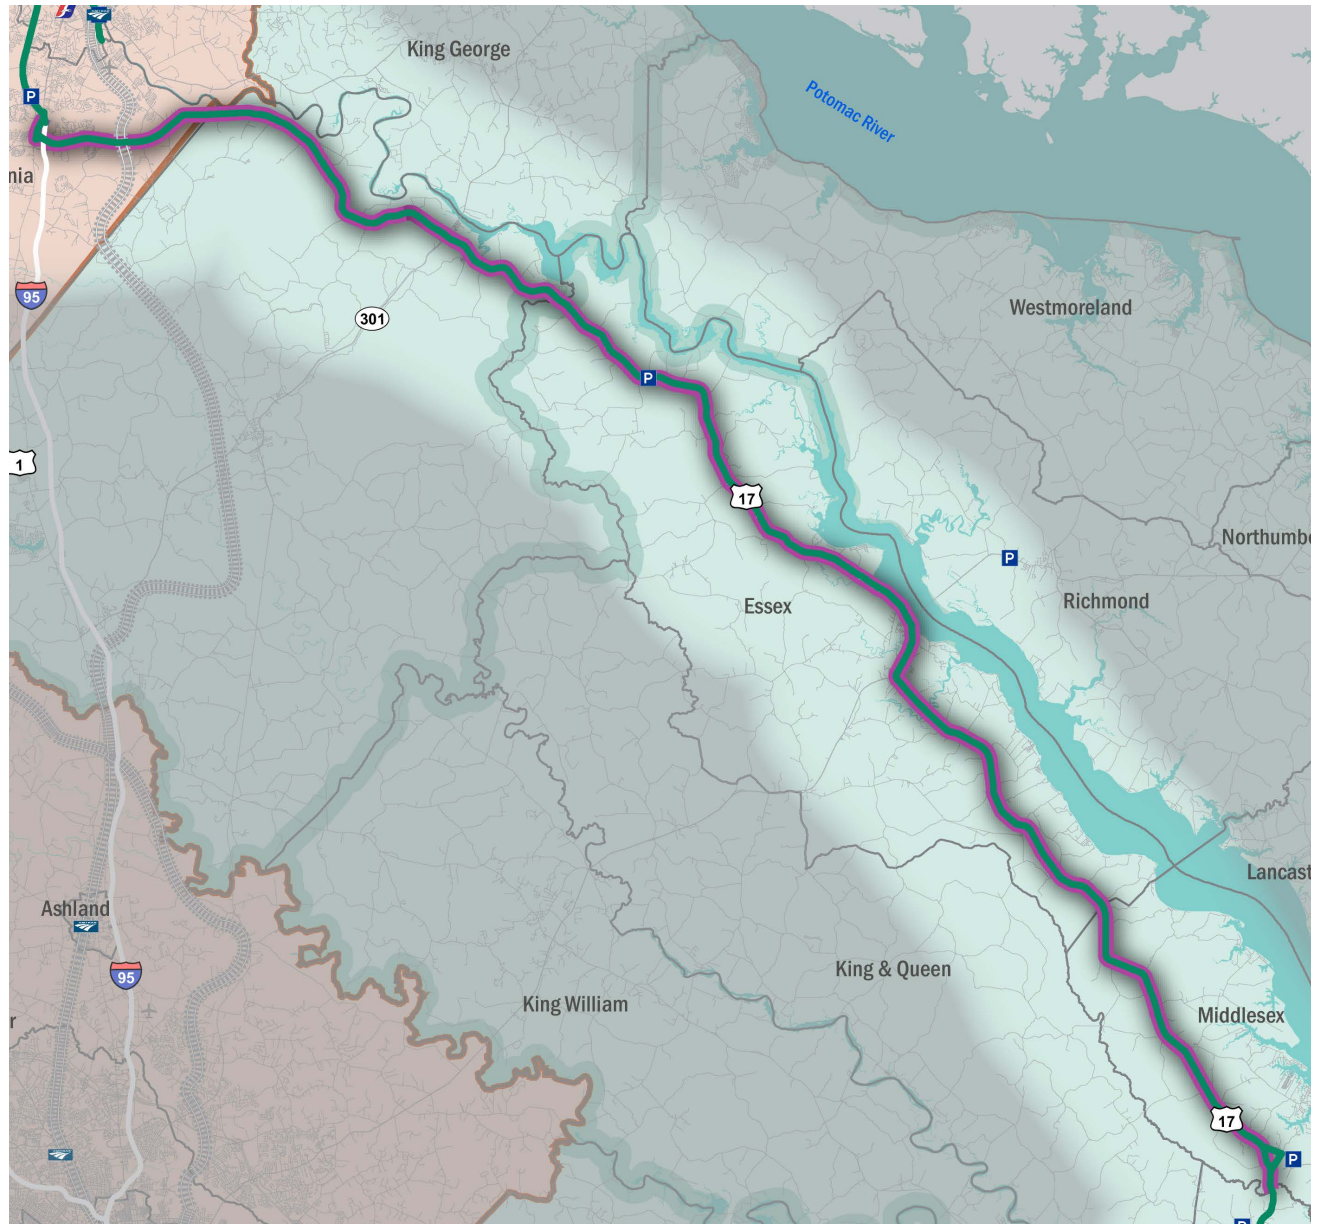 King George
Potomac River
P
nia
95
Westmoreland
301
P
1
17
Northumbe
P
Richmond
Essex
Lancast
Ashland
King & Queen
95
King William
r
Middlesex
17
P
P